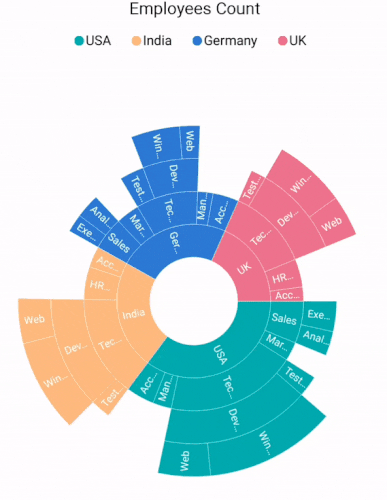 Employees Count
USA India Germany UK
Ger...
Sales
Exe...
Anal...
Mar...
Tec...
Test...
Dev...
Win...
Web
Man...
Acc...
UK
Tec...
Test...
Dev...
Win...
Web
HR...
Acc...
USA
Sales
Exe...
Anal...
Mar...
Tec...
Test...
Dev...
Win...
Web
Man...
Acc...
India
Tec...
Test...
Dev...
Win...
Web
HR...
Acc...